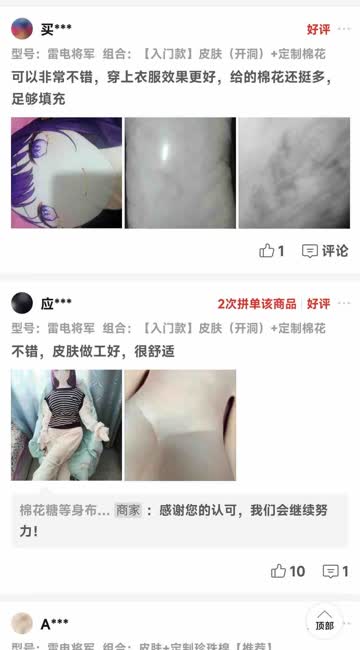 买*** 好评 ...
型号：雷电将军 组合：【入门款】皮肤（开洞）+定制棉花
可以非常不错，穿上衣服效果更好，给的棉花还挺多，
足够填充
1 评论
应*** 2次拼单该商品 好评 ...
型号：雷电将军 组合：【入门款】皮肤（开洞）+定制棉花
不错，皮肤做工好，很舒适
棉花糖等身布... 商家 ：感谢您的认可，我们会继续努
力！
10 1
A***
顶部
型号：雷电将军 组合：皮肤+定制珍珠棉【推荐】